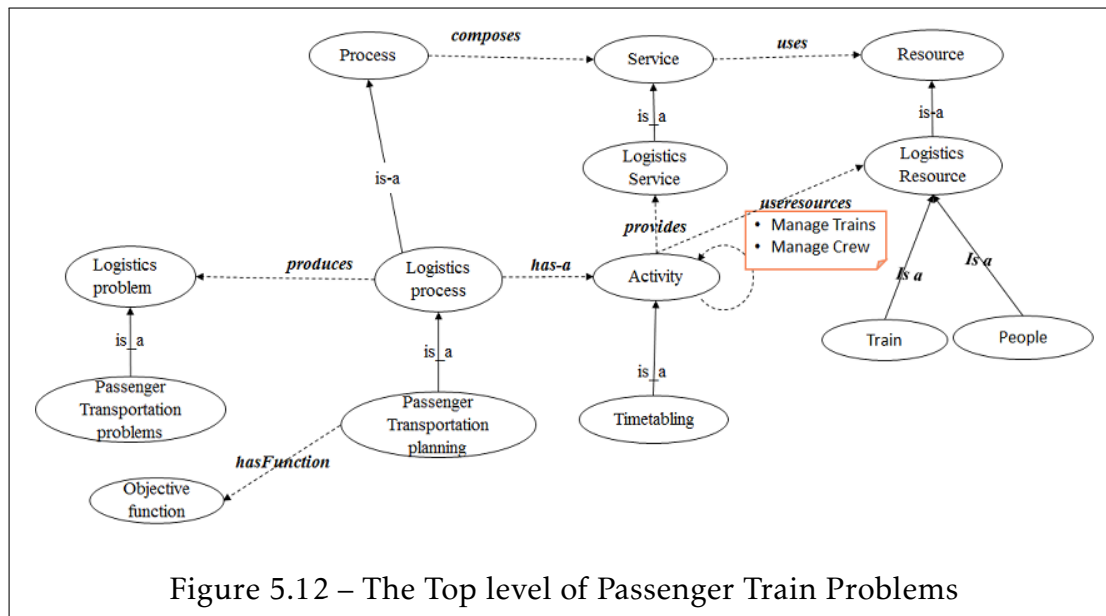 composes
uses
Process
Service
Resource
is_a
is-a
Logistics
Service
Logistics
Resource
is-a
useresources
provides
• Manage Trains
• Manage Crew
Logistics
problem
produces
Logistics
process
has-a
Activity
Is a
Is a
Train
People
is_a
is_a
is_a
Passenger
Transportation
problems
Passenger
Transportation
planning
Timetabling
hasFunction
Objective
function
Figure 5.12 – The Top level of Passenger Train Problems